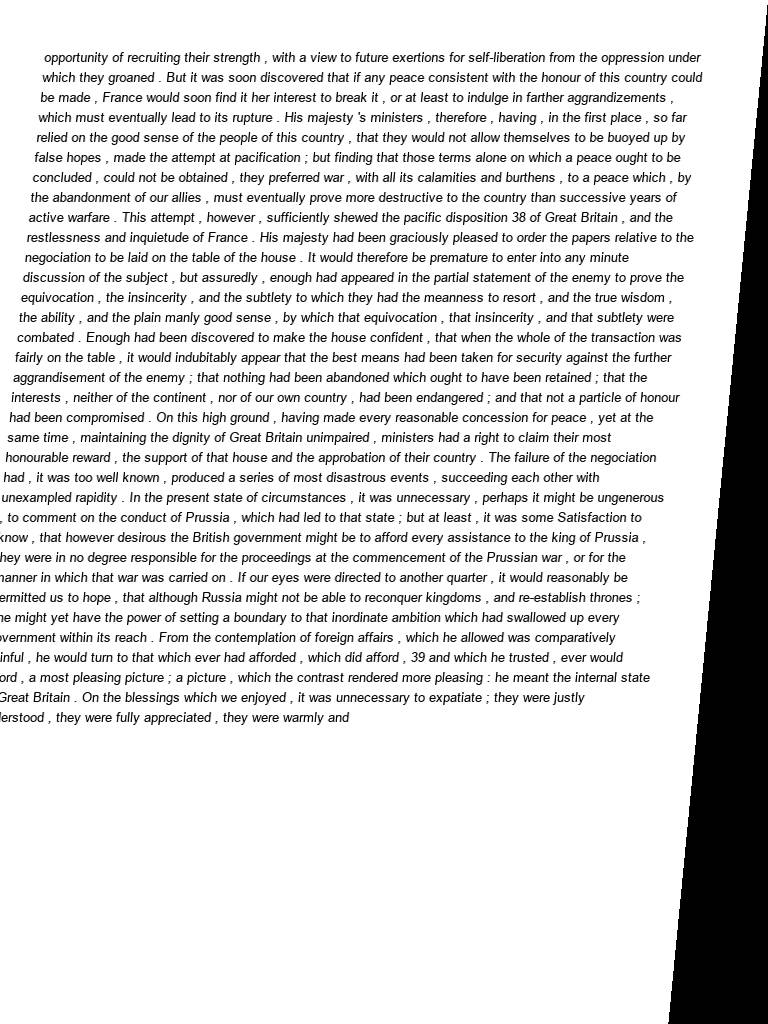 opportunity of recruiting their strength , with a view to future exertions for self-liberation from the oppression under
which they groaned . But it was soon discovered that if any peace consistent with the honour of this country could
be made , France would soon find it her interest to break it , or at least to indulge in farther aggrandizements ,
which must eventually lead to its rupture . His majesty 's ministers , therefore , having , in the first place , so far
relied on the good sense of the people of this country , that they would not allow themselves to be buoyed up by
false hopes , made the attempt at pacification ; but finding that those terms alone on which a peace ought to be
concluded , could not be obtained , they preferred war , with all its calamities and burthens , to a peace which , by
the abandonment of our allies , must eventually prove more destructive to the country than successive years of
active warfare . This attempt , however , sufficiently shewed the pacific disposition 38 of Great Britain , and the
restlessness and inquietude of France . His majesty had been graciously pleased to order the papers relative to the
negociation to be laid on the table of the house . It would therefore be premature to enter into any minute
discussion of the subject , but assuredly , enough had appeared in the partial statement of the enemy to prove the
equivocation , the insincerity , and the subtlety to which they had the meanness to resort , and the true wisdom ,
the ability , and the plain manly good sense , by which that equivocation , that insincerity , and that subtlety were
combated . Enough had been discovered to make the house confident , that when the whole of the transaction was
fairly on the table , it would indubitably appear that the best means had been taken for security against the further
aggrandisement of the enemy ; that nothing had been abandoned which ought to have been retained ; that the
interests , neither of the continent , nor of our own country , had been endangered ; and that not a particle of honour
had been compromised . On this high ground , having made every reasonable concession for peace , yet at the
same time , maintaining the dignity of Great Britain unimpaired , ministers had a right to claim their most
honourable reward , the support of that house and the approbation of their country . The failure of the negociation
had , it was too well known , produced a series of most disastrous events , succeeding each other with
unexampled rapidity . In the present state of circumstances , it was unnecessary , perhaps it might be ungenerous
, to comment on the conduct of Prussia , which had led to that state ; but at least , it was some Satisfaction to
know , that however desirous the British government might be to afford every assistance to the king of Prussia ,
hey were in no degree responsible for the proceedings at the commencement of the Prussian war , or for the
anner in which that war was carried on . If our eyes were directed to another quarter , it would reasonably be
ermitted us to hope , that although Russia might not be able to reconquer kingdoms , and re-establish thrones ;
he might yet have the power of setting a boundary to that inordinate ambition which had swallowed up every
vernment within its reach . From the contemplation of foreign affairs , which he allowed was comparatively
inful , he would turn to that which ever had afforded , which did afford , 39 and which he trusted , ever would
ord , a most pleasing picture ; a picture , which the contrast rendered more pleasing : he meant the internal state
Great Britain . On the blessings which we enjoyed , it was unnecessary to expatiate ; they were justly
erstood , they were fully appreciated , they were warmly and